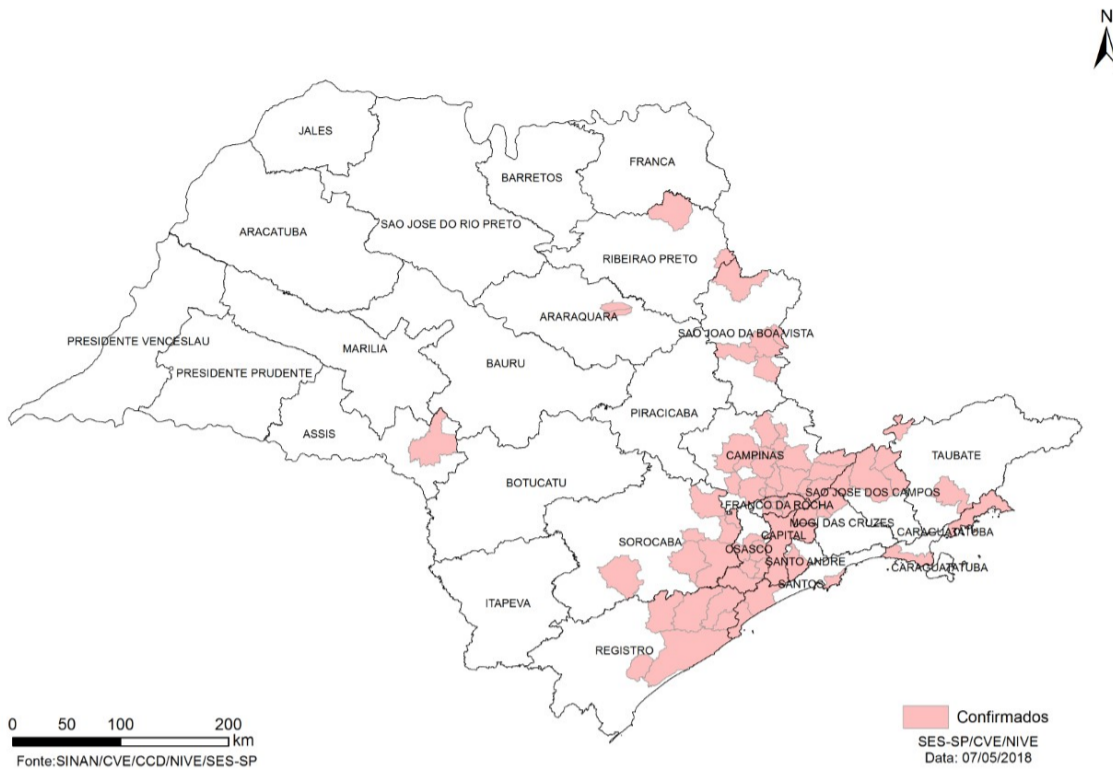 N
JALES
FRANCA
BARRETOS
SAO JOSE DO RIO PRETO
ARACATUBA
RIBEIRAO PRETO
ARARAQUARA
SAO JOAO DA BOA VISTA
PRESIDENTE VENCESLAU
MARILIA
BAURU
PRESIDENTE PRUDENTE
PIRACICABA
ASSIS
CAMPINAS
TAUBATE
BOTUCATU
SAO JOSE DOS CAMPOS
FRANCO DA ROCHA
MOGI DAS CRUZES
CARAGUATATUBA
CAPITAL
SOROCABA
OSASCO
SANTO ANDRE
CARAGUATATUBA
SANTOS
ITAPEVA
REGISTRO
0 50 100 200
km
Fonte:SINAN/CVE/CCD/NIVE/SES-SP
Confirmados
SES-SP/CVE/NIVE
Data: 07/05/2018